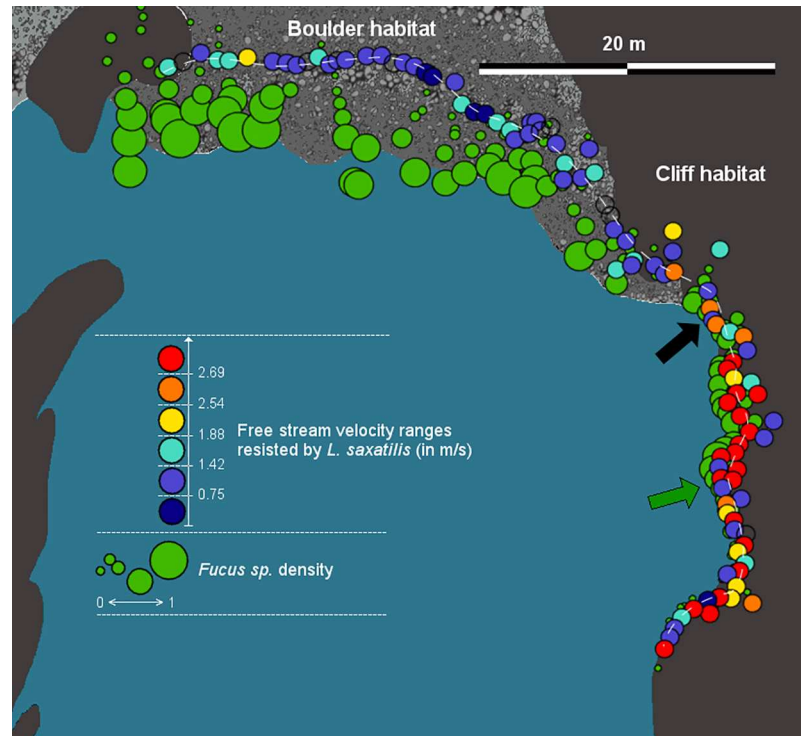 Boulder habitat
20 m
Cliff habitat
2.69
2.54
1.88
1.42
0.75
Free stream velocity ranges
resisted by L. saxatilis (in m/s)
Fucus sp. density
0 1